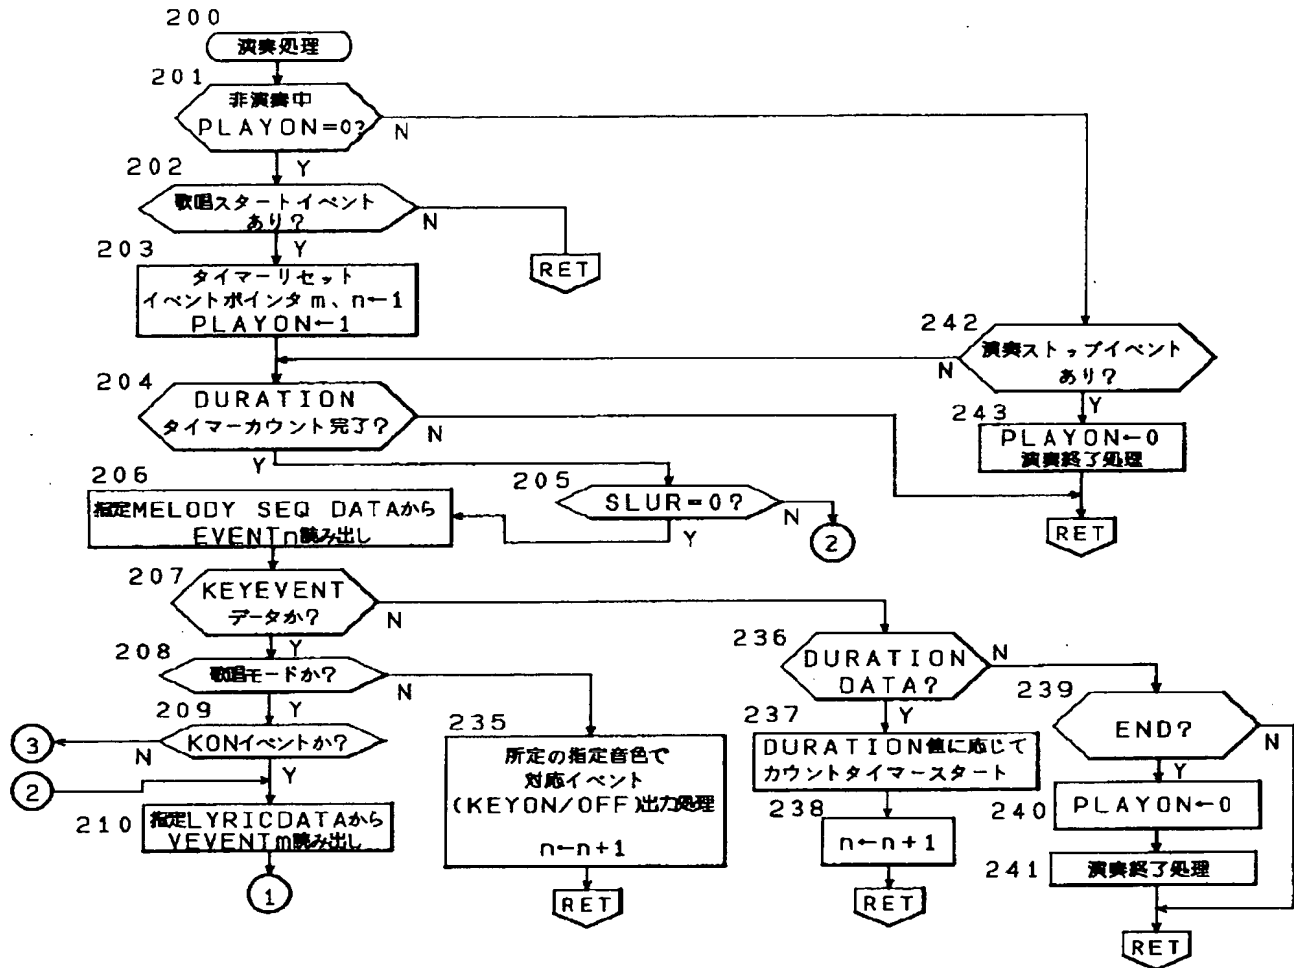 200
演奏処理
201
非演奏中
PLAYON=0?
N
Y
202
歌唱スタートイベント
あり?
N
Y
RET
203
タイマーリセット
イベントポインタm、n←1
PLAYON←1
242
演奏ストップイベント
あり?
N
Y
243
PLAYON←0
演奏終了処理
RET
204
DURATION
タイマーカウント完了?
N
Y
205
SLUR=0?
N
Y
2
206
指定MELODY SEQ DATAから
EVENTn読み出し
207
KEYEVENT
データか?
N
Y
208
歌唱モードか?
N
Y
209
KONイベントか?
N
Y
3
2
210
指定LYRICDATAから
VEVENTm読み出し
1
235
所定の指定音色で
対応イベント
(KEYON/OFF)出力処理
n←n+1
RET
236
DURATION
DATA?
N
Y
237
DURATION値に応じて
カウントタイマースタート
238
n←n+1
RET
239
END?
N
Y
240
PLAYON←0
241
演奏終了処理
RET